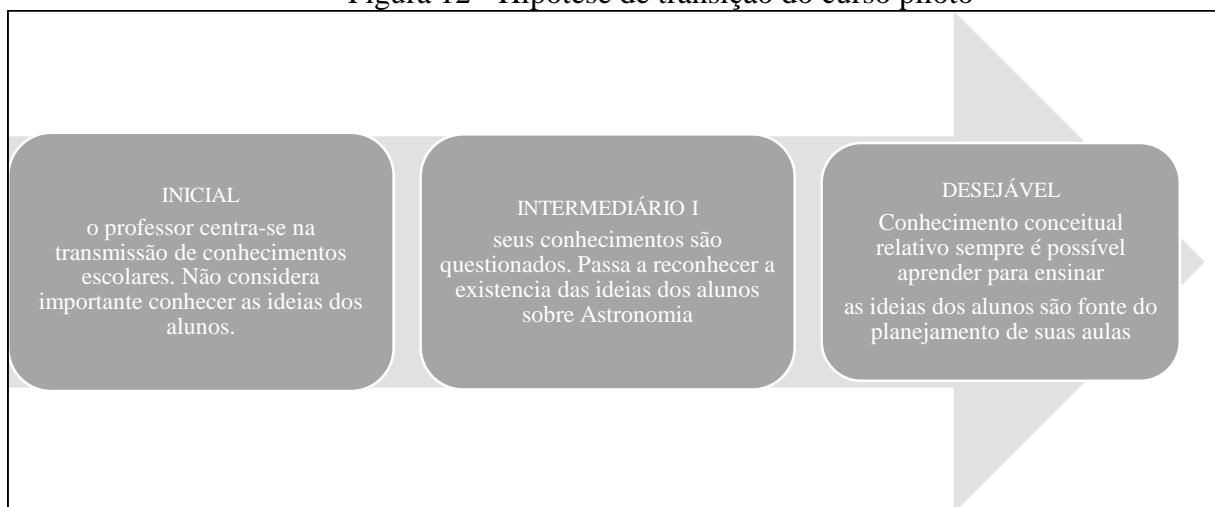 Figura 12 - Hipótese de transição do curso piloto
INICIAL
o professor centra-se na
transmissão de conhecimentos
escolares. Não considera
importante conhecer as ideias dos
alunos.
INTERMEDIÁRIO I
seus conhecimentos são
questionados. Passa a reconhecer a
existencia das ideias dos alunos
sobre Astronomia
DESEJÁVEL
Conhecimento conceitual
relativo sempre é possível
aprender para ensinar
as ideias dos alunos são fonte do
planejamento de suas aulas